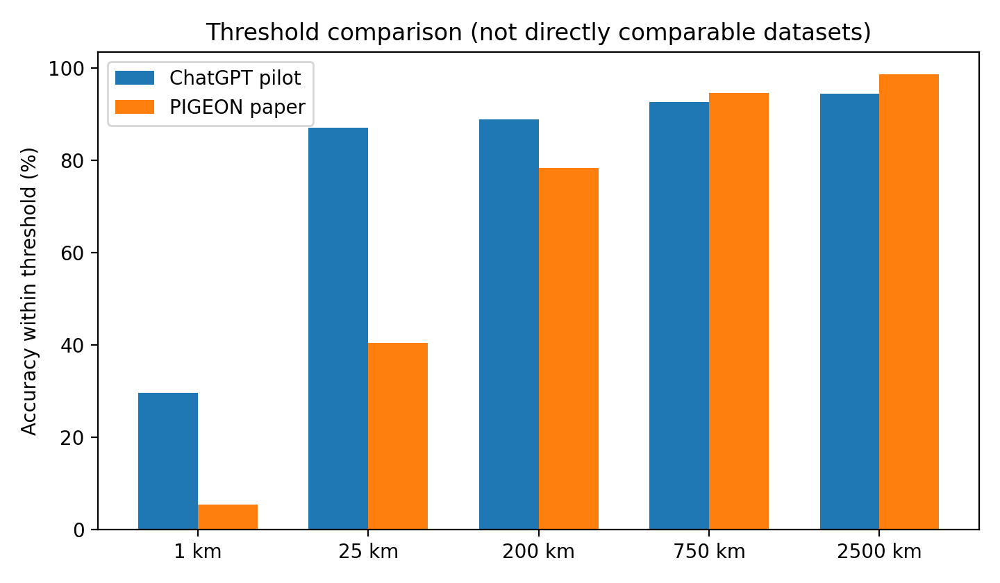 Threshold comparison (not directly comparable datasets)
ChatGPT pilot
PIGEON paper
Accuracy within threshold (%)
100
80
60
40
20
0
1 km
25 km
200 km
750 km
2500 km